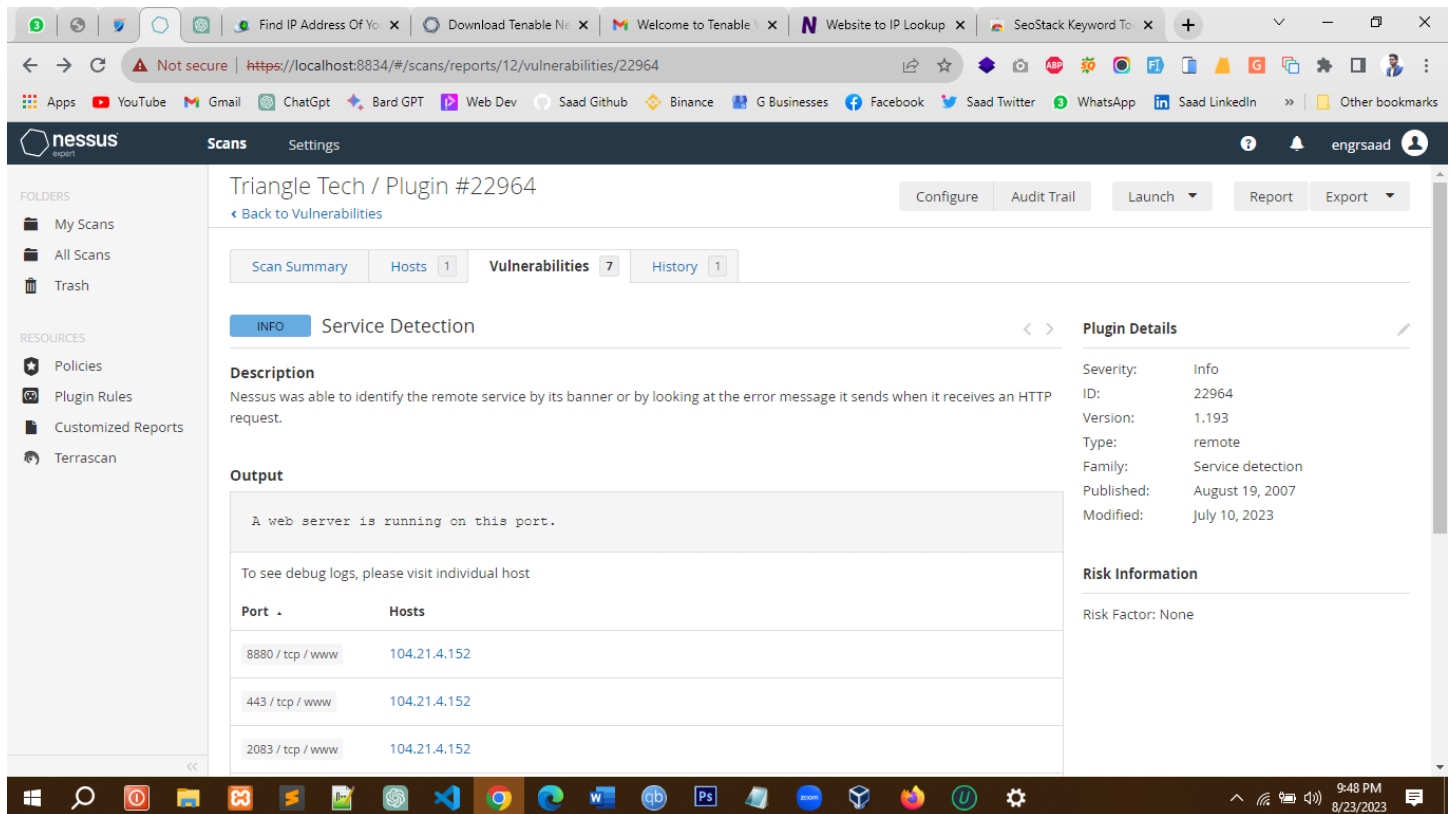 Find IP Address Of Yo
Download Tenable Ne
Welcome to Tenable \
N Website to IP Lookup
SeoStack Keyword To
Not secure | https://localhost:8834/#/scans/reports/12/vulnerabilities/22964
Apps YouTube Gmail ChatGpt Bard GPT Web Dev Saad Github Binance G Businesses Facebook Saad Twitter WhatsApp Saad LinkedIn » Other bookmarks
nessus expert Scans Settings engrsaad
FOLDERS
My Scans
All Scans
Trash
RESOURCES
Policies
Plugin Rules
Customized Reports
Terrascan
Triangle Tech / Plugin #22964
‹ Back to Vulnerabilities
Configure Audit Trail Launch Report Export
Scan Summary Hosts 1 Vulnerabilities 7 History 1
INFO Service Detection
Description
Nessus was able to identify the remote service by its banner or by looking at the error message it sends when it receives an HTTP
request.
Output
A web server is running on this port.
To see debug logs, please visit individual host
Port Hosts
8880 / tcp / www 104.21.4.152
443 / tcp / www 104.21.4.152
2083 / tcp / www 104.21.4.152
Plugin Details
Severity: Info
ID: 22964
Version: 1.193
Type: remote
Family: Service detection
Published: August 19, 2007
Modified: July 10, 2023
Risk Information
Risk Factor: None
9:48 PM
8/23/2023